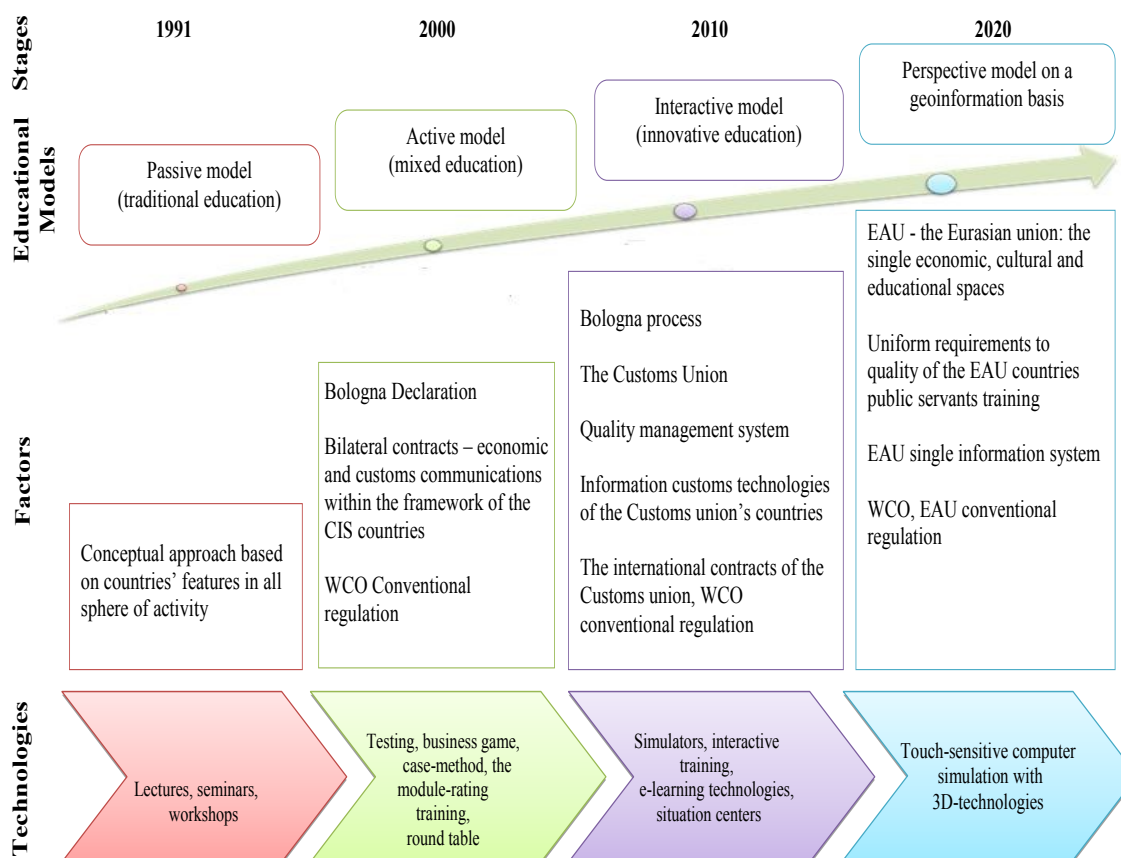 Stages
1991
2000
2010
2020
Educational
Models
Passive model
(traditional education)
Active model
(mixed education)
Interactive model
(innovative education)
Perspective model on a
geoinformation basis
Factors
Conceptual approach based
on countries’ features in all
sphere of activity
Bologna Declaration
Bilateral contracts – economic
and customs communications
within the framework of the
CIS countries
WCO Conventional
regulation
Bologna process
The Customs Union
Quality management system
Information customs technologies
of the Customs union’s countries
The international contracts of the
Customs union, WCO
conventional regulation
EAU - the Eurasian union: the
single economic, cultural and
educational spaces
Uniform requirements to
quality of the EAU countries
public servants training
EAU single information system
WCO, EAU conventional
regulation
Technologies
Lectures, seminars,
workshops
Testing, business game,
case-method, the
module-rating
training,
round table
Simulators, interactive
training,
e-learning technologies,
situation centers
Touch-sensitive computer
simulation with
3D-technologies